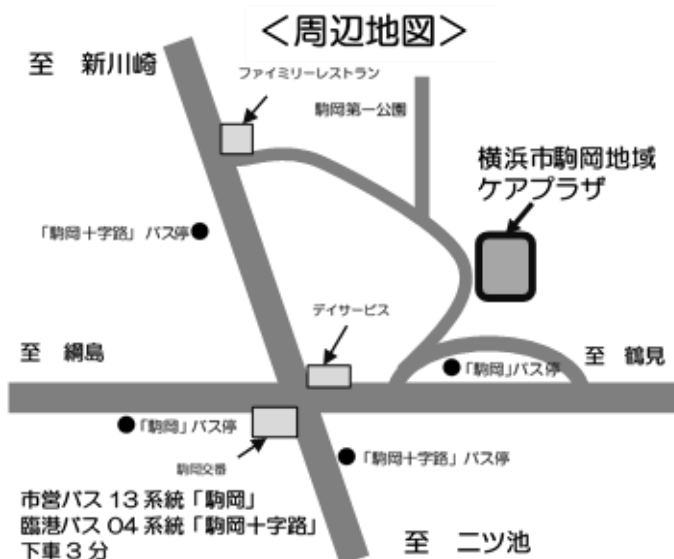 <周辺地図>
至 新川崎
ファイミリーレストラン
駒岡第一公園
横浜市駒岡地域
ケアプラザ
「駒岡十字路」バス停
デイサービス
至 綱島
至 鶴見
「駒岡」バス停
「駒岡」バス停
「駒岡十字路」バス停
駒岡交番
市営バス 13 系統「駒岡」
臨港バス 04 系統「駒岡十字路」
下車 3 分
至 二ツ池